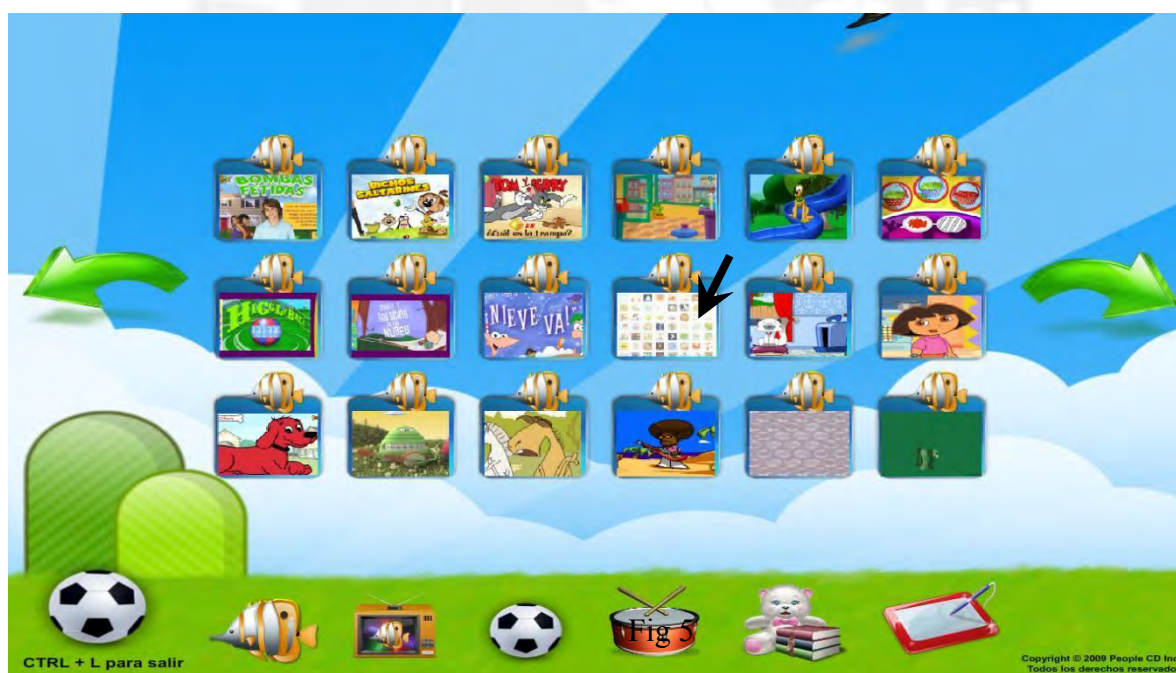 BOMBAS
FÉTIDAS
BICHOS
SALTARINES
TOM Y JERRY
EN
¿Cuál es la trampa?
NIEVE-VA!
Fig 5
CTRL + L para salir
Copyright © 2009 People CD Inc
Todos los derechos reservado